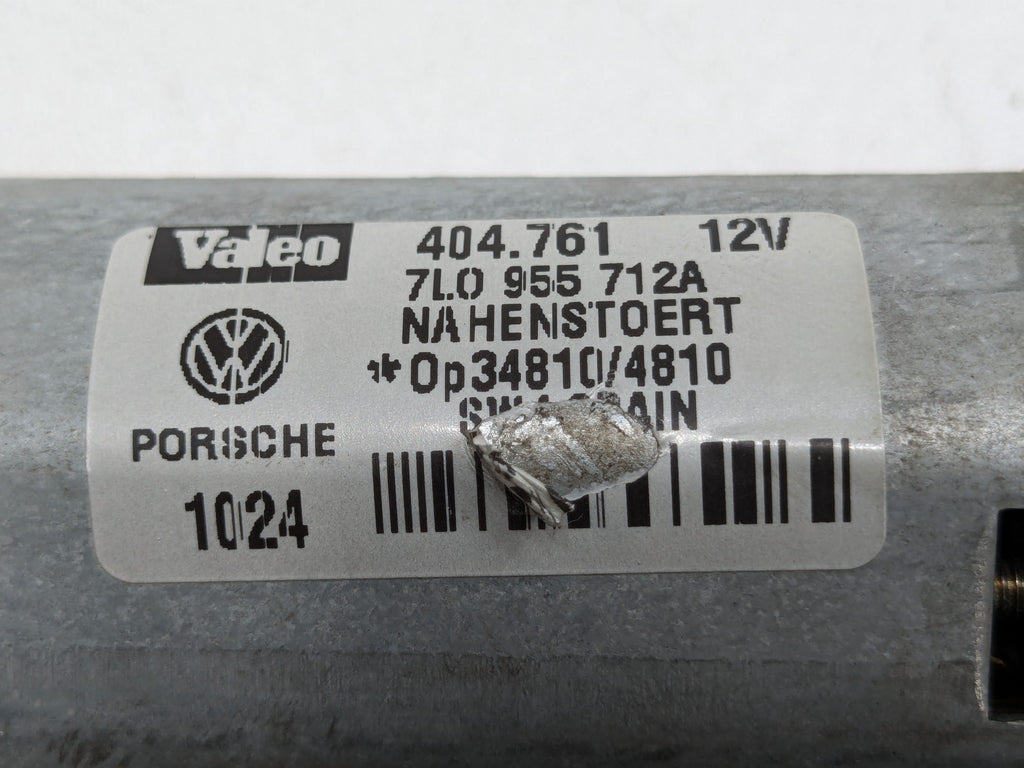 Valeo 404.761 12V
7L0 955 712A
NAHENSTOERT
*Op34810/4810
PORSCHE
1024